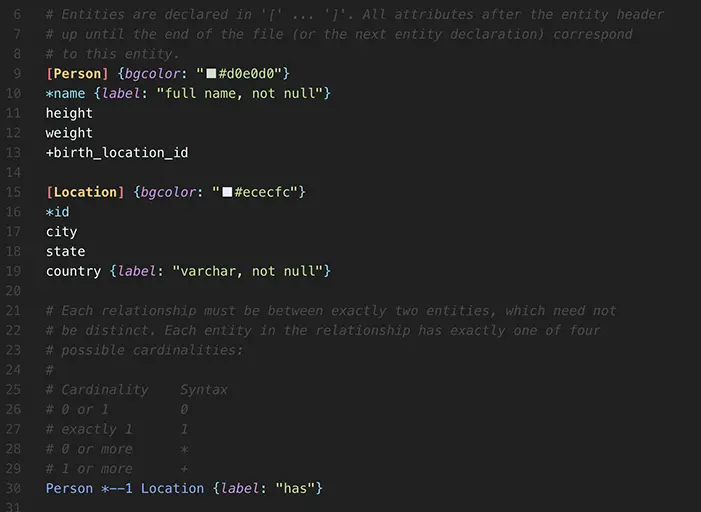 6 # Entities are declared in '[' ... ']'. All attributes after the entity header
7 # up until the end of the file (or the next entity declaration) correspond
8 # to this entity.
9 [Person] {bgcolor: "#d0e0d0"}
10 *name {label: "full name, not null"}
11 height
12 weight
13 +birth_location_id
14
15 [Location] {bgcolor: "#ececfc"}
16 *id
17 city
18 state
19 country {label: "varchar, not null"}
20
21 # Each relationship must be between exactly two entities, which need not
22 # be distinct. Each entity in the relationship has exactly one of four
23 # possible cardinalities:
24 #
25 # Cardinality    Syntax
26 # 0 or 1         0
27 # exactly 1      1
28 # 0 or more      *
29 # 1 or more      +
30 Person *--1 Location {label: "has"}
31